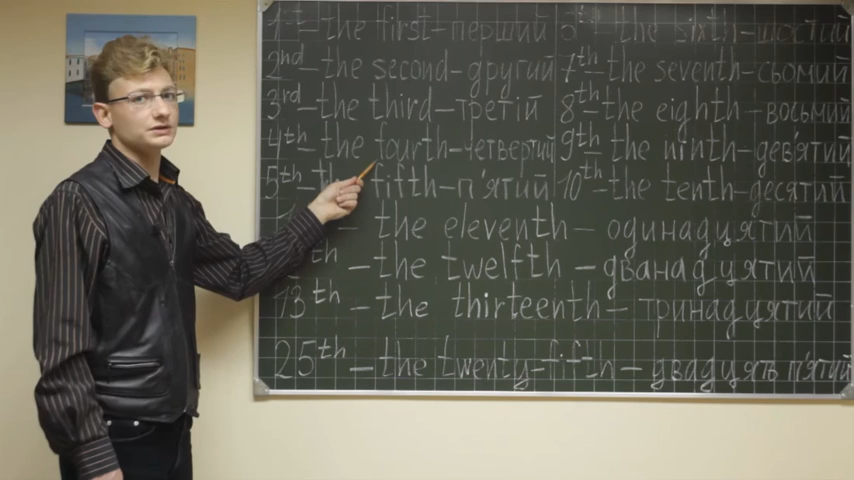 1st – the first – перший
2nd – the second – другий
3rd – the third – третій
4th – the fourth – четвертий
5th – fifth – п'ятий
the sixth – шостий
7th – the seventh – сьомий
8th – the eighth – восьмий
9th the ninth – дев'ятий
10th – the tenth – десятий
– the eleventh – одинадцятий
th – the twelfth – дванадцятий
13th – the thirteenth – тринадцятий
25th – the twenty-fifth – двадцять п'ятий